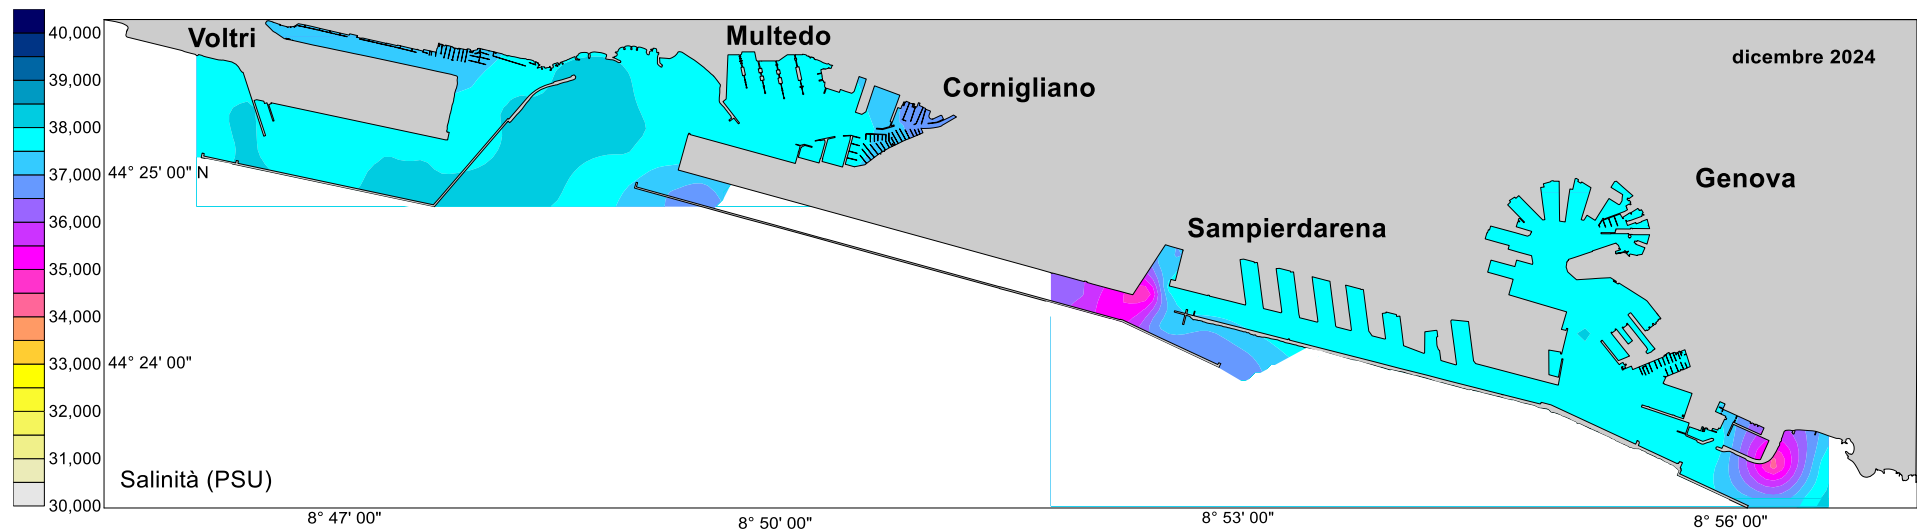 40,000
39,000
38,000
37,000
36,000
35,000
34,000
33,000
32,000
31,000
30,000
Voltri
Multedo
Cornigliano
dicembre 2024
44° 25' 00" N
Genova
Sampierdarena
44° 24' 00"
Salinità (PSU)
8° 47' 00"
8° 50' 00"
8° 53' 00"
8° 56' 00"